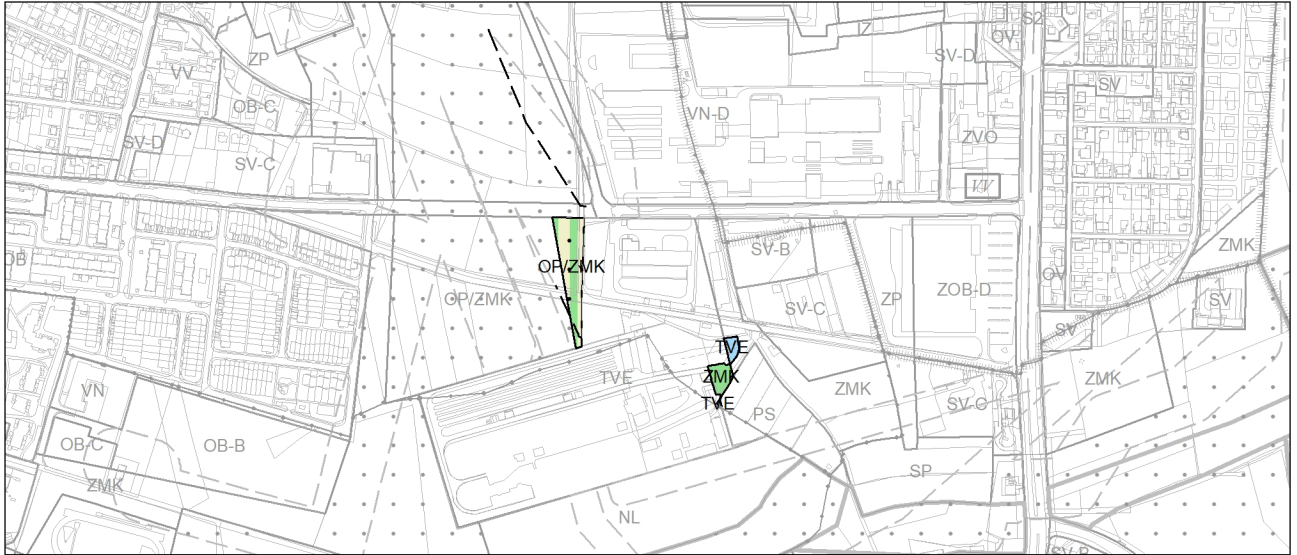 S2
OV
IZ
ZP
SV-D
VV
SV
OB-C
VN-D
ZVO
SV-D
SV-C
VV
ZMK
SV-B
OB
OP/ZMK
OV
OP/ZMK
ZP
ZOB-D
SV
SV-C
SV
TVE
TVE
ZMK
ZMK
ZMK
VN
TVE
SV-C
PS
OB-C
OB-B
SP
ZMK
NL
SV-B